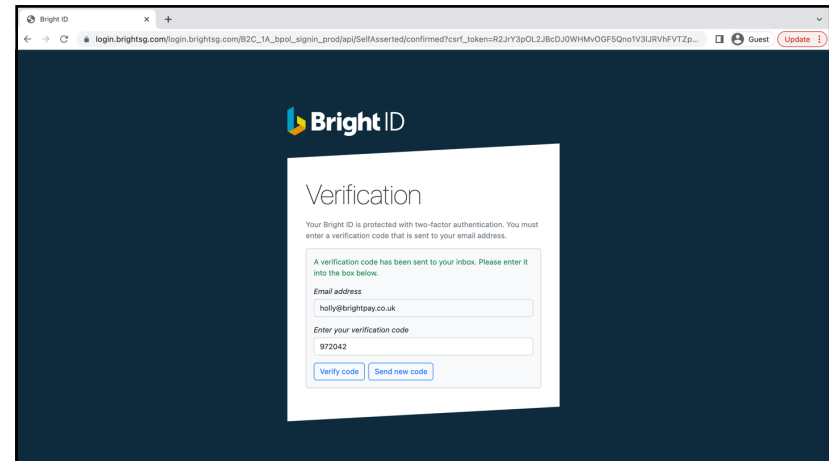 Bright ID
login.brightsg.com/login.brightsg.com/B2C_1A_bpol_signin_prod/api/SelfAsserted/confirmed?csrf_token=R2JrY3pOL2JBcDJ0WHMvOGF5Qno1V3lJRVhFVTZp...
Guest
Update
Bright ID
Verification
Your Bright ID is protected with two-factor authentication. You must
enter a verification code that is sent to your email address.
A verification code has been sent to your inbox. Please enter it
into the box below.
Email address
holly@brightpay.co.uk
Enter your verification code
972042
Verify code Send new code